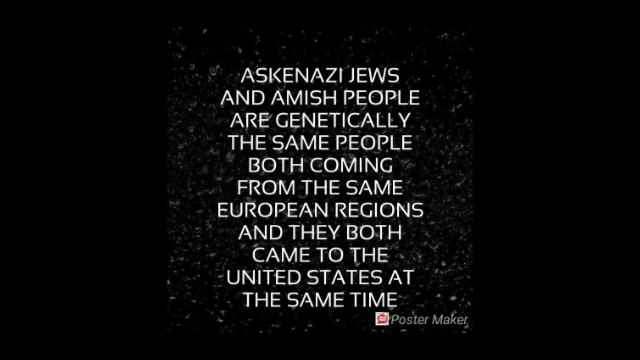 ASKENAZI JEWS
AND AMISH PEOPLE
ARE GENETICALLY
THE SAME PEOPLE
BOTH COMING
FROM THE SAME
EUROPEAN REGIONS
AND THEY BOTH
CAME TO THE
UNITED STATES AT
THE SAME TIME
Poster Maker